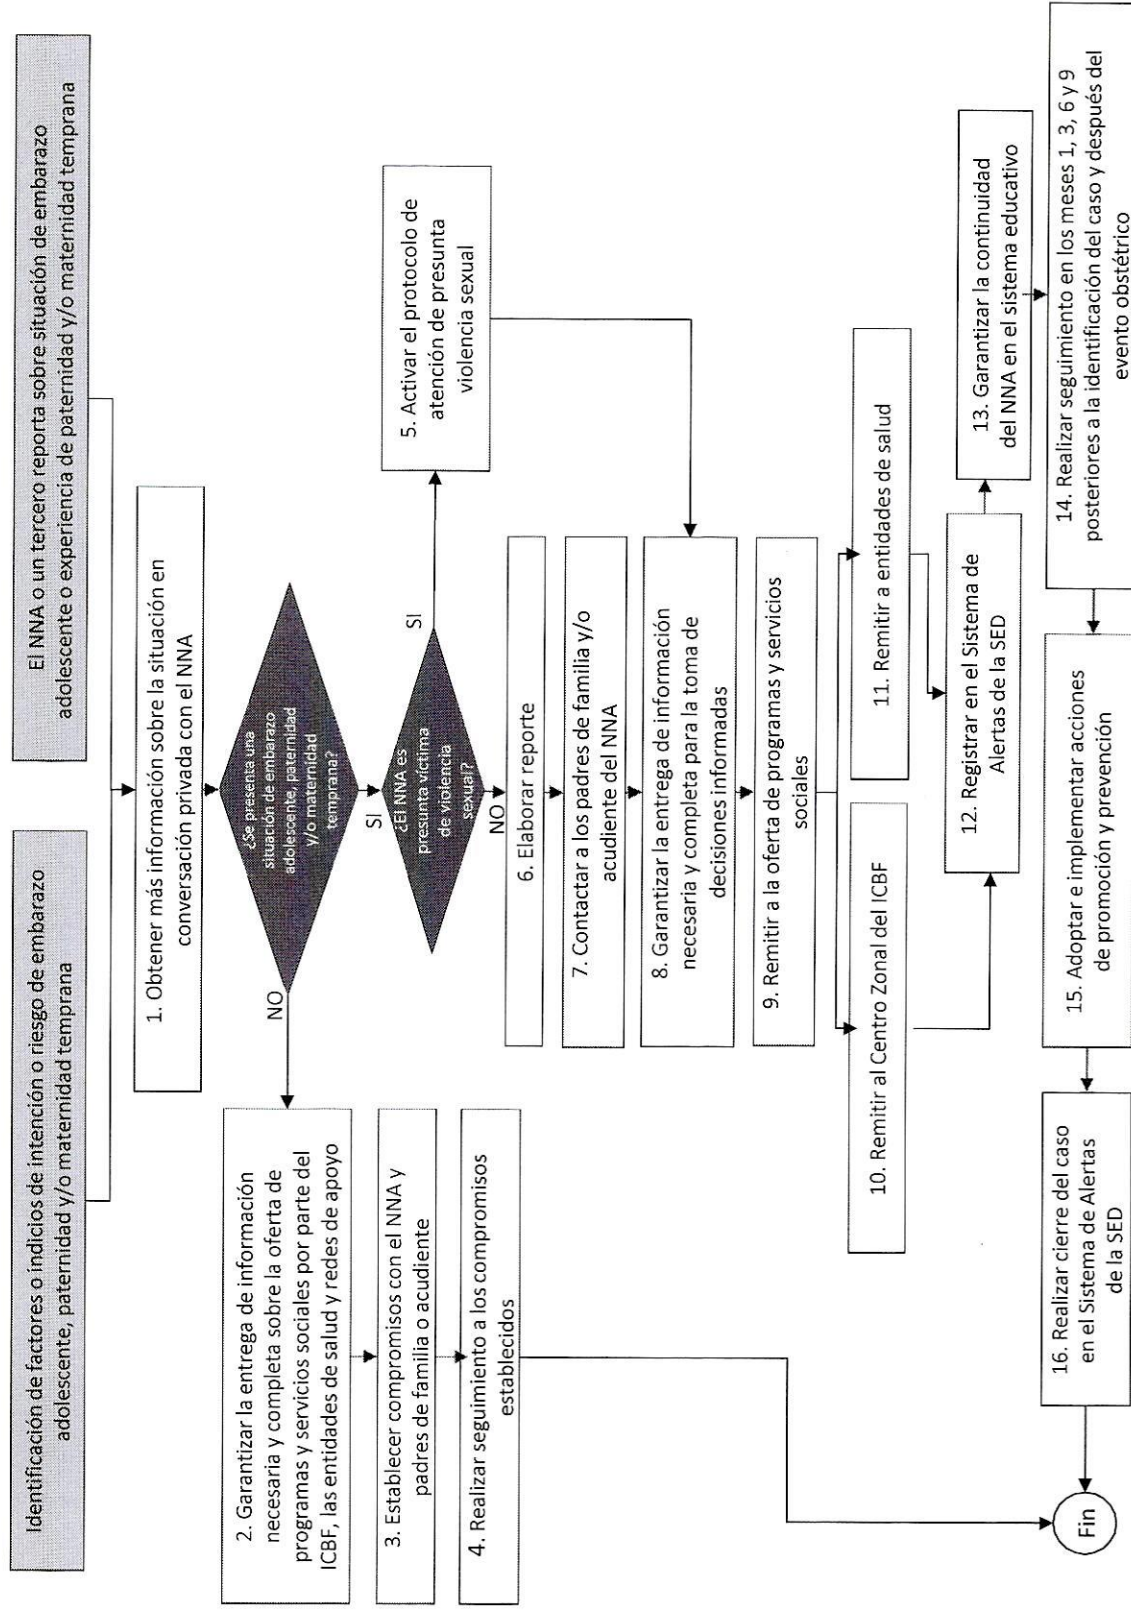 Identificación de factores o indicios de intención o riesgo de embarazo
adolescente, paternidad y/o maternidad temprana
El NNA o un tercero reporta sobre situación de embarazo
adolescente o experiencia de paternidad y/o maternidad temprana
1. Obtener más información sobre la situación en
conversación privada con el NNA
¿Se presenta una
situación de embarazo
adolescente, paternidad
y/o maternidad
temprana?
NO
SI
2. Garantizar la entrega de información
necesaria y completa sobre la oferta de
programas y servicios sociales por parte del
ICBF, las entidades de salud y redes de apoyo
3. Establecer compromisos con el NNA y
padres de familia o acudiente
4. Realizar seguimiento a los compromisos
establecidos
¿El NNA es
presunta víctima
de violencia
sexual?
SI
NO
5. Activar el protocolo de
atención de presunta
violencia sexual
6. Elaborar reporte
7. Contactar a los padres de familia y/o
acudiente del NNA
8. Garantizar la entrega de información
necesaria y completa para la toma de
decisiones informadas
9. Remitir a la oferta de programas y servicios
sociales
10. Remitir al Centro Zonal del ICBF
11. Remitir a entidades de salud
12. Registrar en el Sistema de
Alertas de la SED
13. Garantizar la continuidad
del NNA en el sistema educativo
14. Realizar seguimiento en los meses 1, 3, 6 y 9
posteriores a la identificación del caso y después del
evento obstétrico
15. Adoptar e implementar acciones
de promoción y prevención
16. Realizar cierre del caso
en el Sistema de Alertas
de la SED
Fin